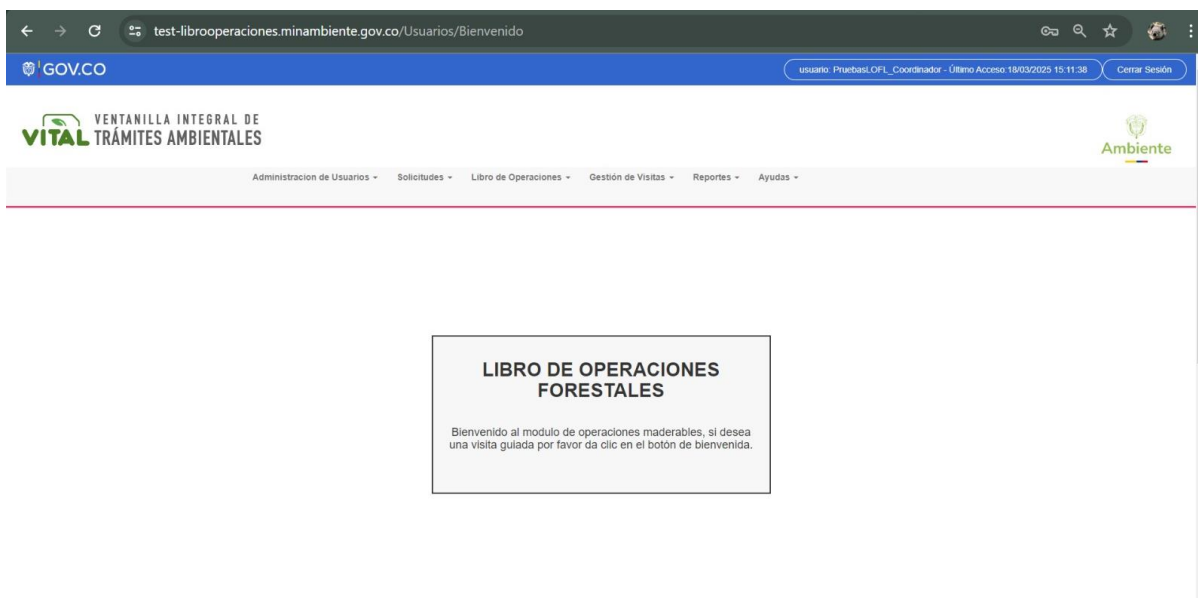 test-librooperaciones.minambiente.gov.co/Usuarios/Bienvenido
GOV.CO
usuario: PruebasLOFL_Coordinador - Último Acceso:18/03/2025 15:11:38
Cerrar Sesión
VITAL
VENTANILLA INTEGRAL DE
TRÁMITES AMBIENTALES
Ambiente
Administracion de Usuarios
Solicitudes
Libro de Operaciones
Gestión de Visitas
Reportes
Ayudas
LIBRO DE OPERACIONES
FORESTALES
Bienvenido al modulo de operaciones maderables, si desea
una visita guiada por favor da clic en el botón de bienvenida.